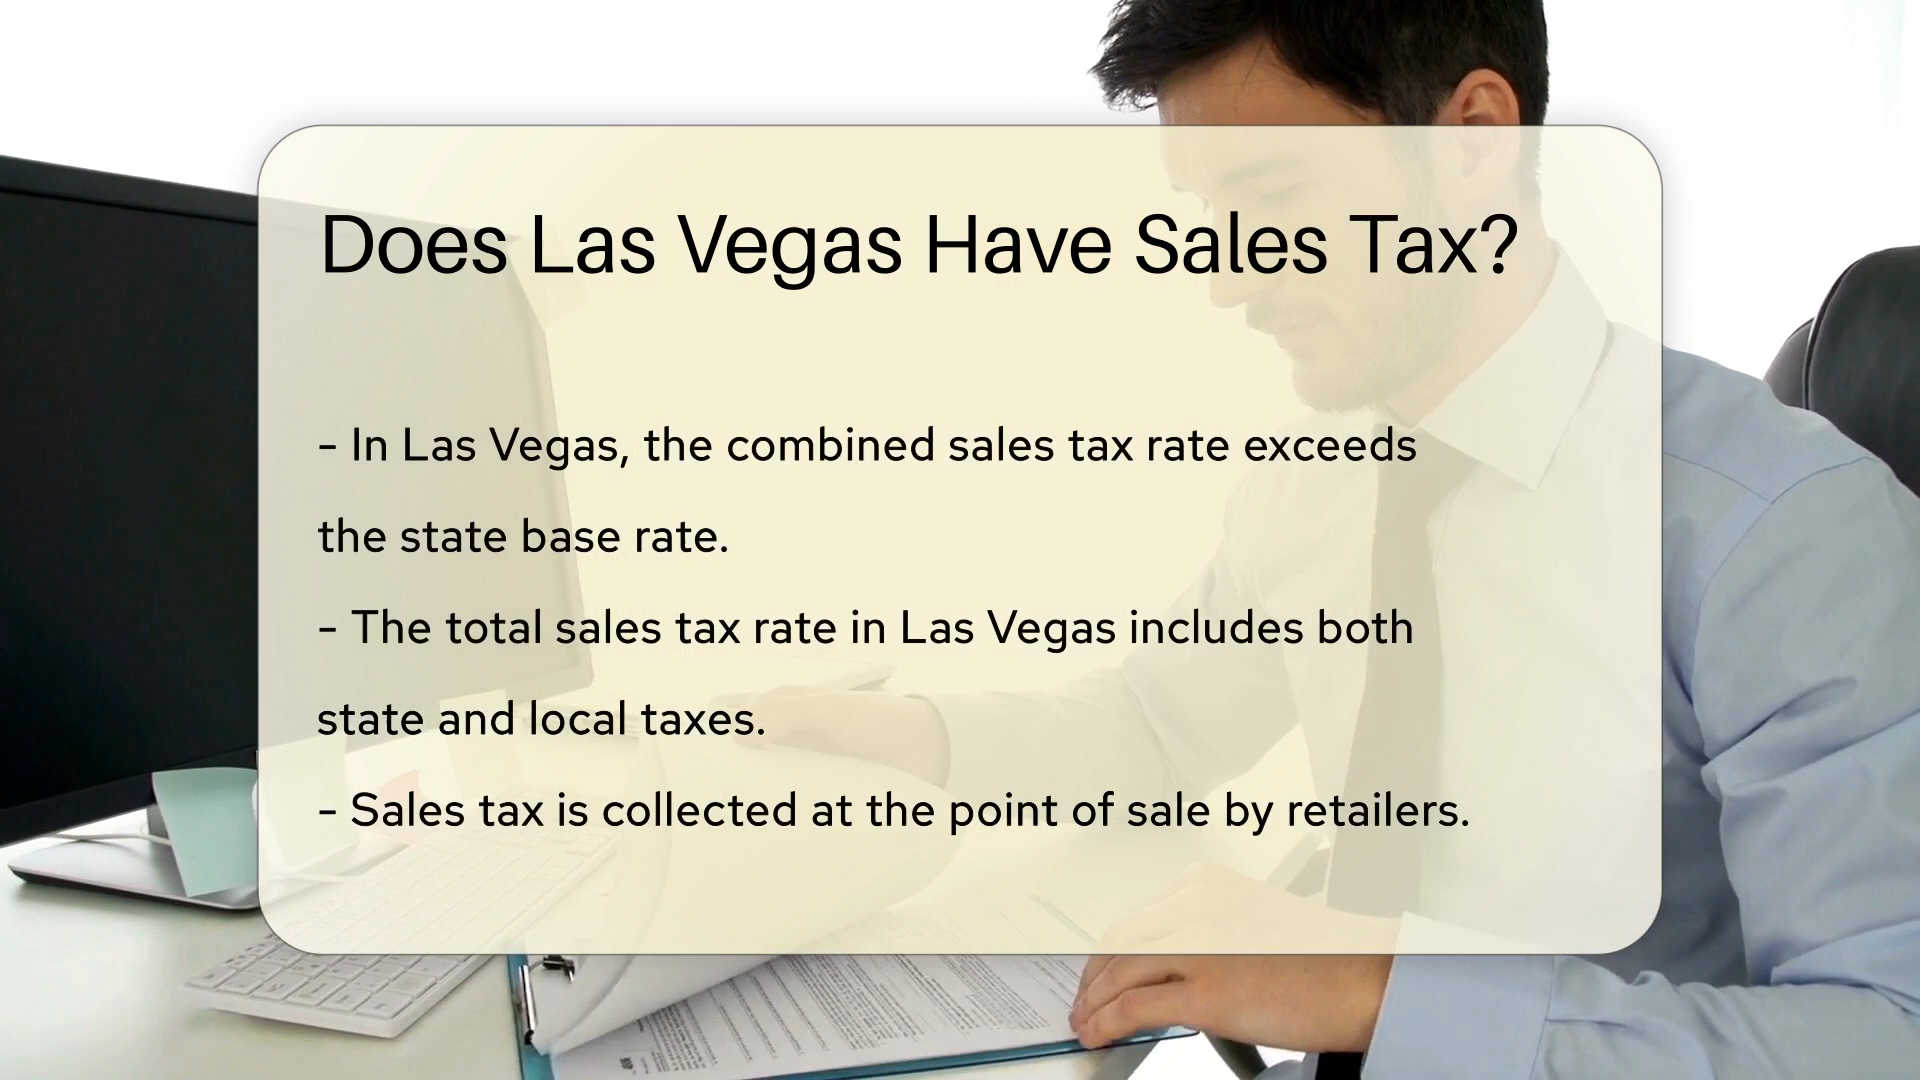 Does Las Vegas Have Sales Tax?
- In Las Vegas, the combined sales tax rate exceeds
the state base rate.
- The total sales tax rate in Las Vegas includes both
state and local taxes.
- Sales tax is collected at the point of sale by retailers.